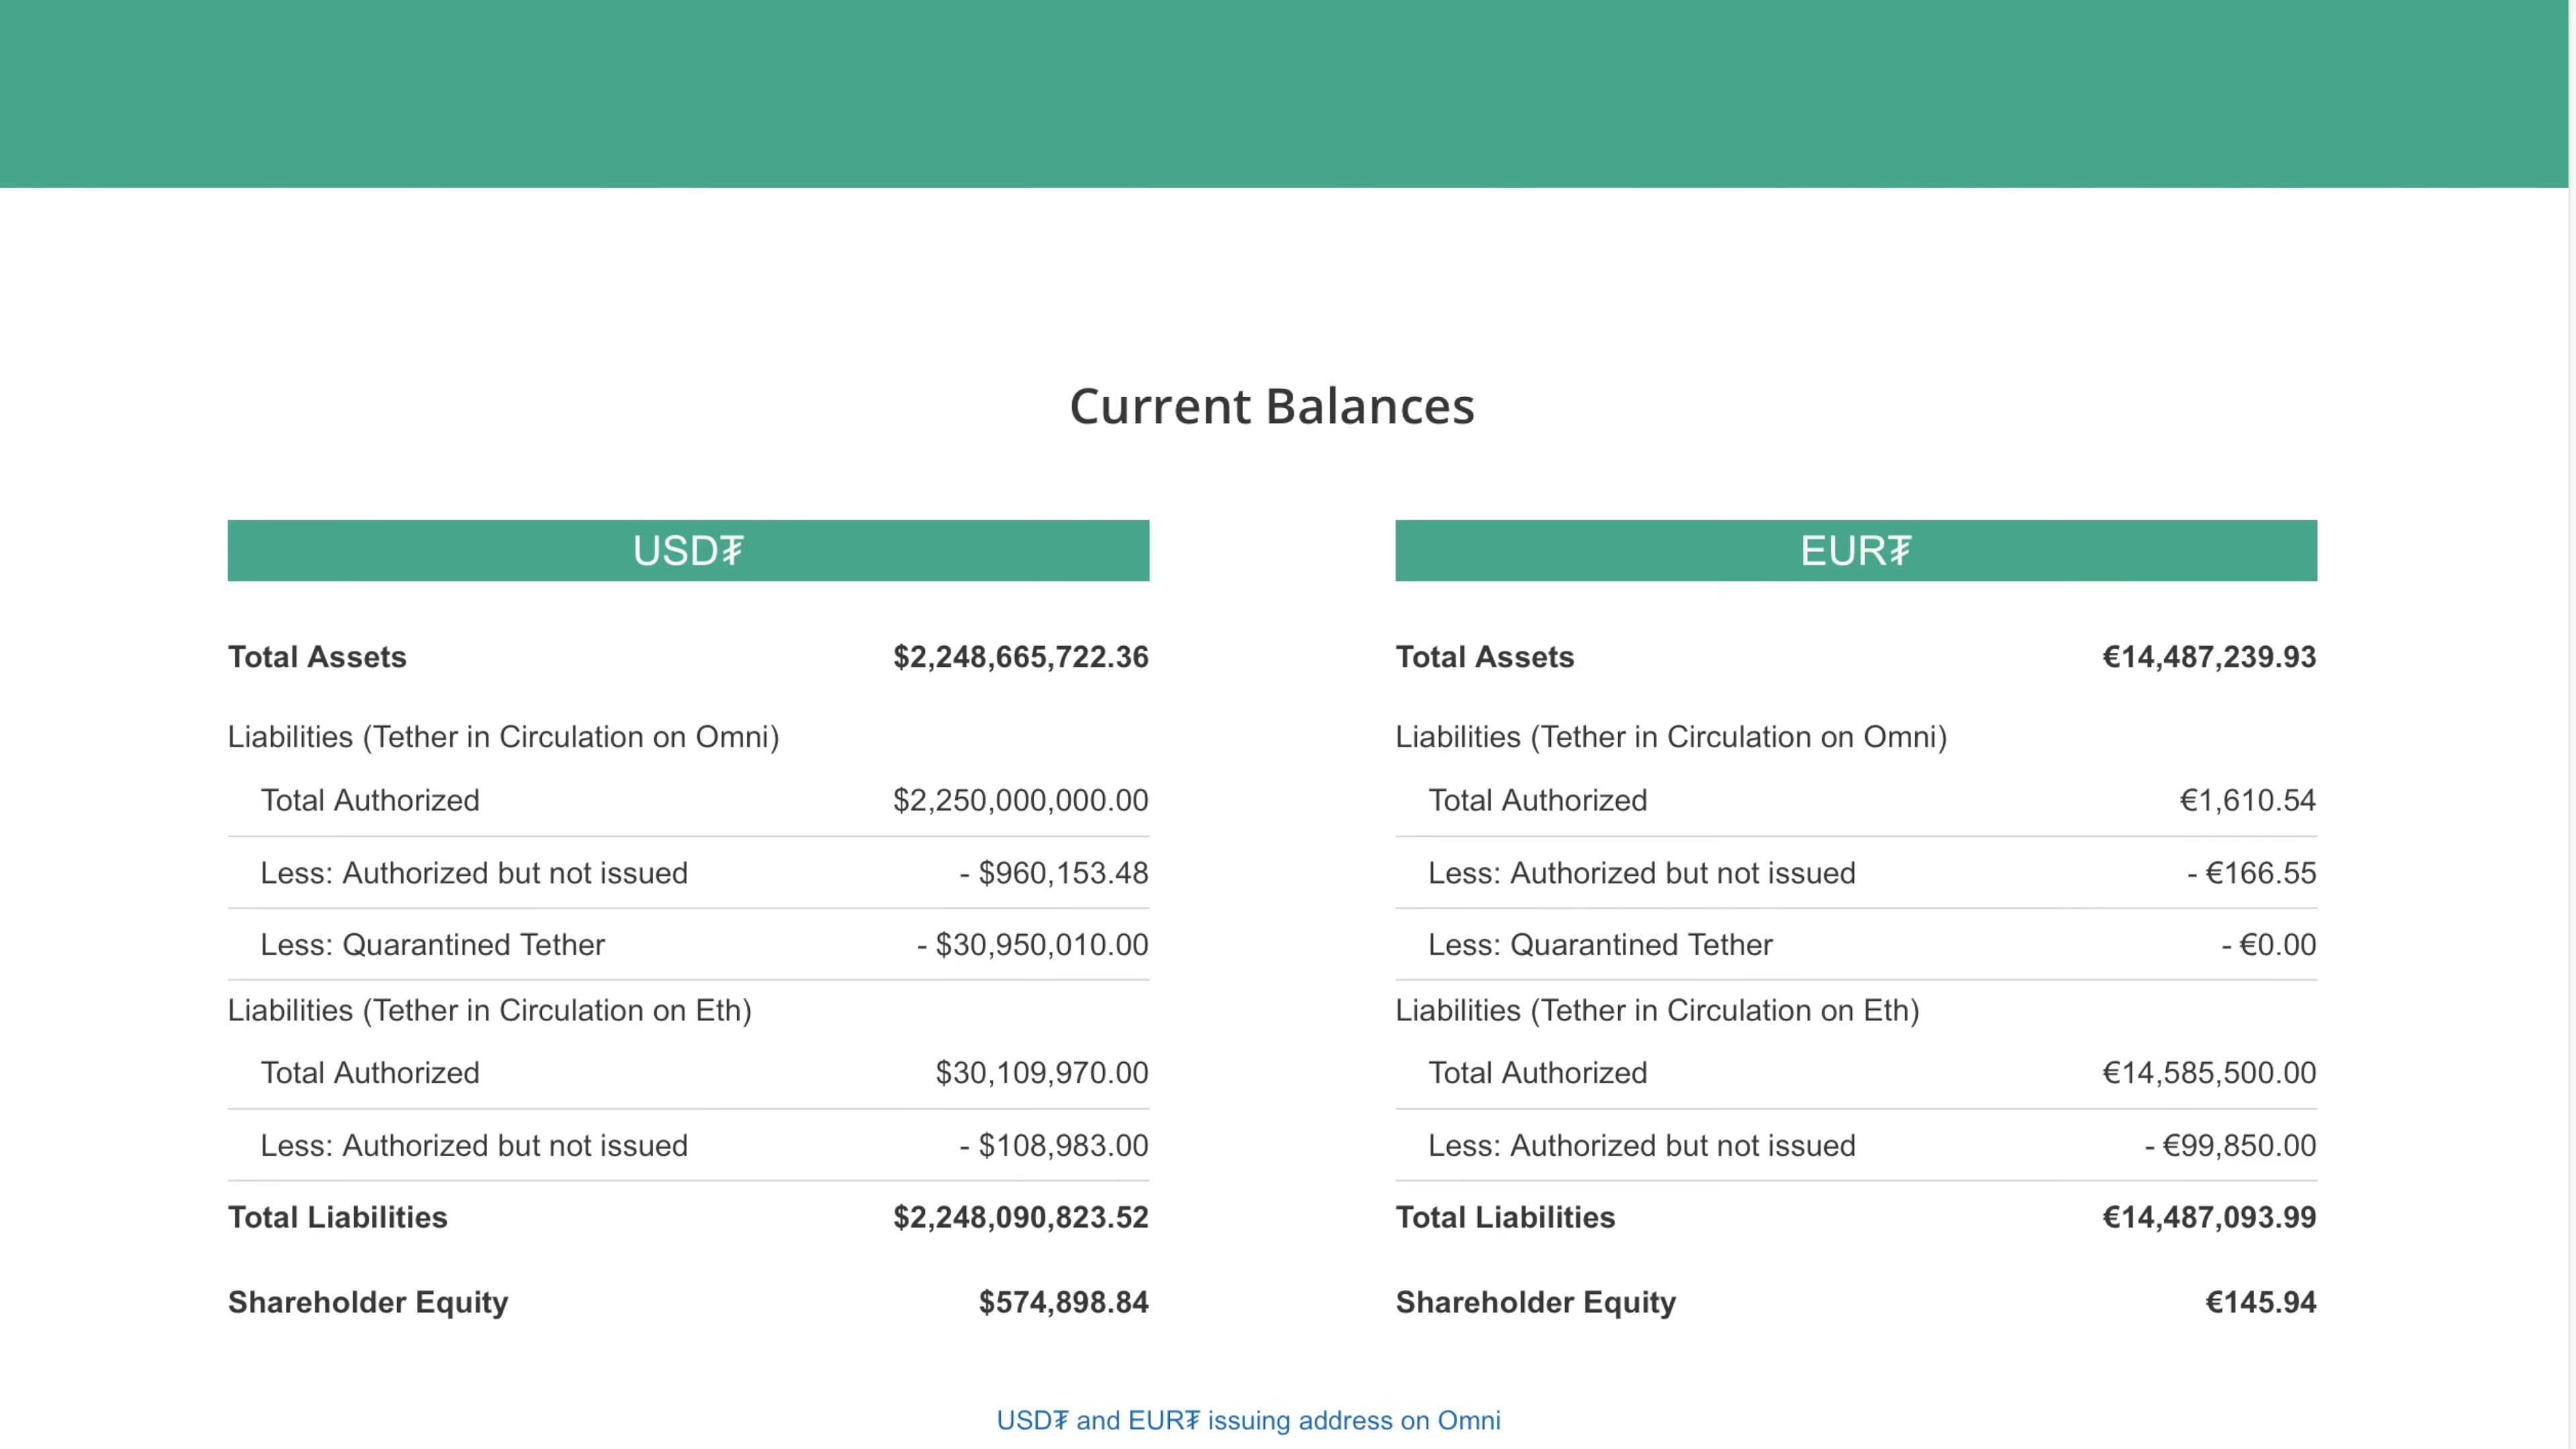 Current Balances
USD₮
Total Assets $2,248,665,722.36
Liabilities (Tether in Circulation on Omni)
Total Authorized $2,250,000,000.00
Less: Authorized but not issued - $960,153.48
Less: Quarantined Tether - $30,950,010.00
Liabilities (Tether in Circulation on Eth)
Total Authorized $30,109,970.00
Less: Authorized but not issued - $108,983.00
Total Liabilities $2,248,090,823.52
Shareholder Equity $574,898.84
EUR₮
Total Assets €14,487,239.93
Liabilities (Tether in Circulation on Omni)
Total Authorized €1,610.54
Less: Authorized but not issued - €166.55
Less: Quarantined Tether - €0.00
Liabilities (Tether in Circulation on Eth)
Total Authorized €14,585,500.00
Less: Authorized but not issued - €99,850.00
Total Liabilities €14,487,093.99
Shareholder Equity €145.94
USD₮ and EUR₮ issuing address on Omni